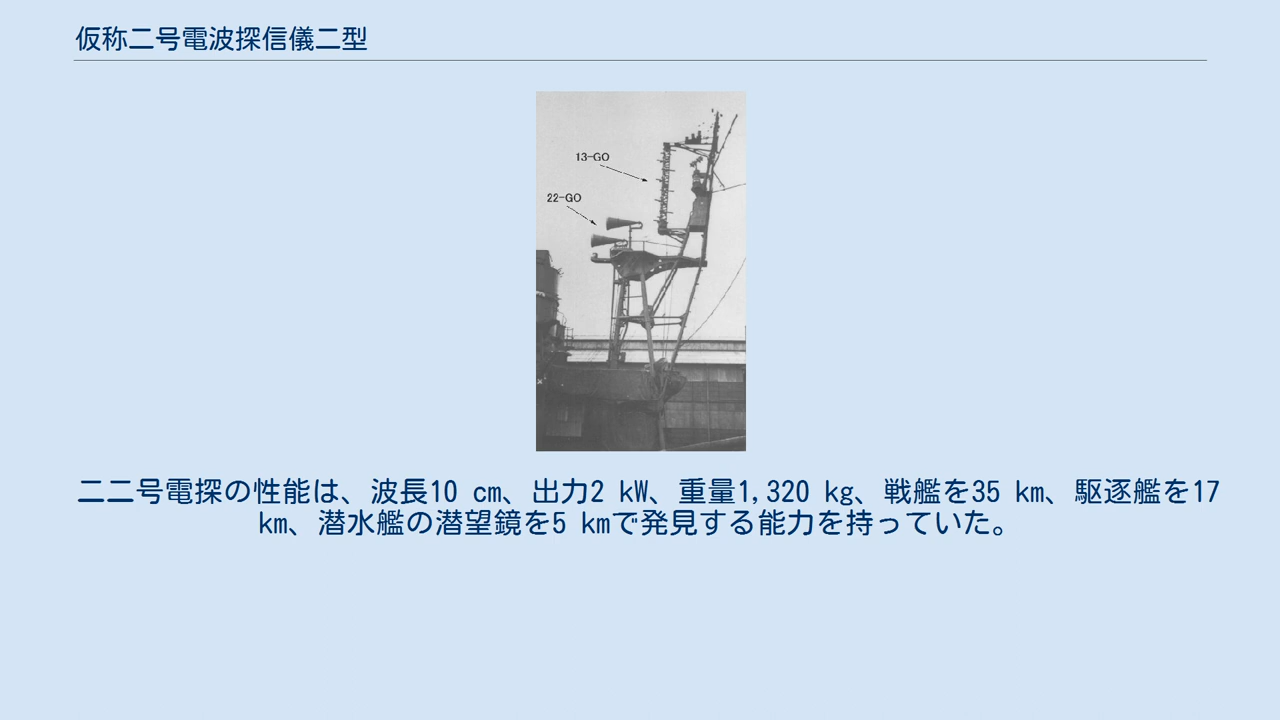 仮称二号電波探信儀二型
13-GO
22-GO
二二号電探の性能は、波長10 cm、出力2 kW、重量1,320 kg、戦艦を35 km、駆逐艦を17
km、潜水艦の潜望鏡を5 kmで発見する能力を持っていた。